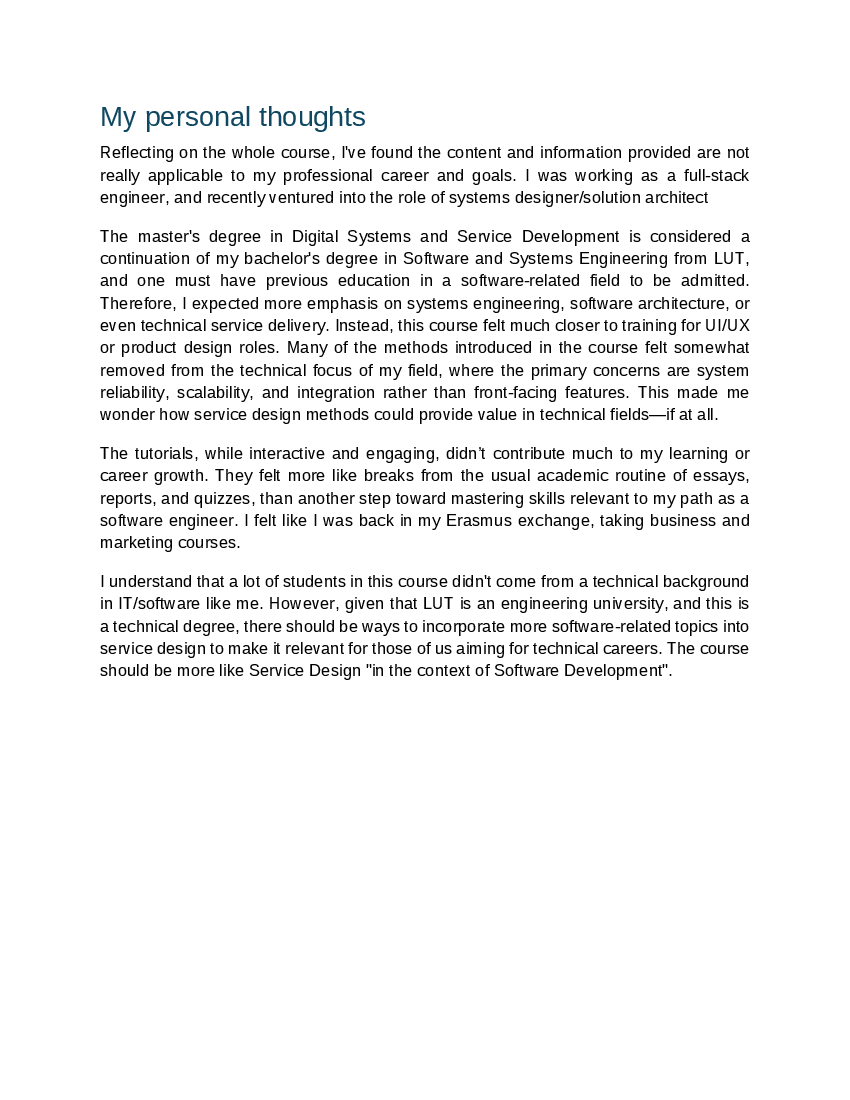 My personal thoughts
Reflecting on the whole course, I've found the content and information provided are not
really applicable to my professional career and goals. I was working as a full-stack
engineer, and recently ventured into the role of systems designer/solution architect
The master's degree in Digital Systems and Service Development is considered a
continuation of my bachelor's degree in Software and Systems Engineering from LUT,
and one must have previous education in a software-related field to be admitted.
Therefore, I expected more emphasis on systems engineering, software architecture, or
even technical service delivery. Instead, this course felt much closer to training for UI/UX
or product design roles. Many of the methods introduced in the course felt somewhat
removed from the technical focus of my field, where the primary concerns are system
reliability, scalability, and integration rather than front-facing features. This made me
wonder how service design methods could provide value in technical fields—if at all.
The tutorials, while interactive and engaging, didn’t contribute much to my learning or
career growth. They felt more like breaks from the usual academic routine of essays,
reports, and quizzes, than another step toward mastering skills relevant to my path as a
software engineer. I felt like I was back in my Erasmus exchange, taking business and
marketing courses.
I understand that a lot of students in this course didn't come from a technical background
in IT/software like me. However, given that LUT is an engineering university, and this is
a technical degree, there should be ways to incorporate more software-related topics into
service design to make it relevant for those of us aiming for technical careers. The course
should be more like Service Design "in the context of Software Development".